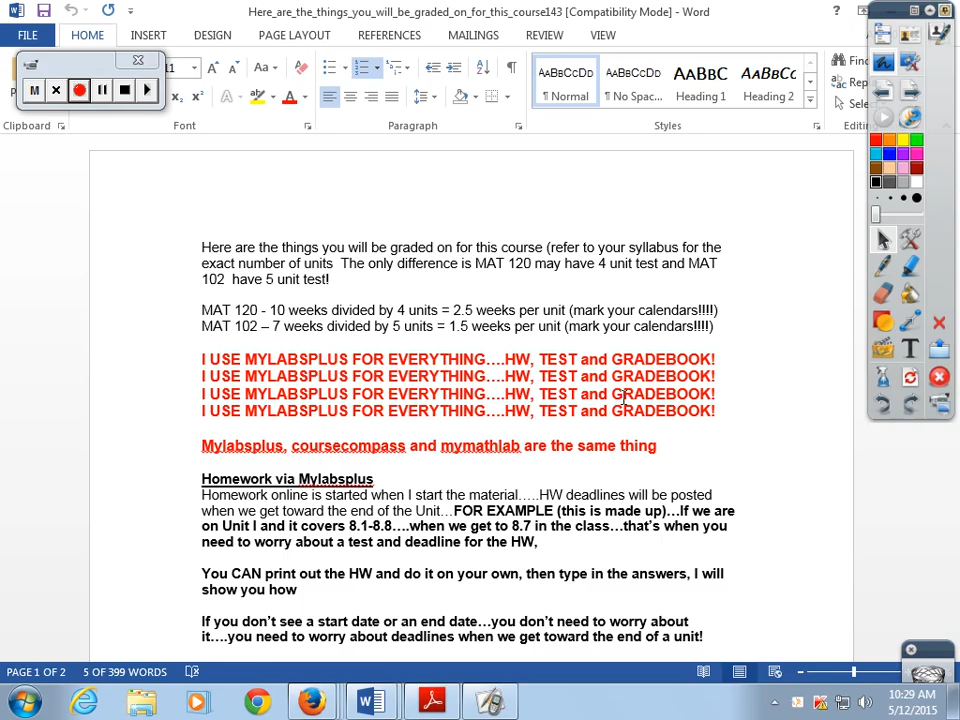 Here_are_the_things_you_will_be_graded_on_for_this_course143 [Compatibility Mode] - Word
FILE HOME INSERT DESIGN PAGE LAYOUT REFERENCES MAILINGS REVIEW VIEW
11 Aa
AaBbCcDd AaBbCcDd AaBbC AaBbCc
Find
Rep
M
¶ Normal ¶ No Spac... Heading 1 Heading 2
Sele
Clipboard Font Paragraph Styles Editing
Here are the things you will be graded on for this course (refer to your syllabus for the
exact number of units The only difference is MAT 120 may have 4 unit test and MAT
102 have 5 unit test!
MAT 120 - 10 weeks divided by 4 units = 2.5 weeks per unit (mark your calendars!!!!)
MAT 102 – 7 weeks divided by 5 units = 1.5 weeks per unit (mark your calendars!!!!)
I USE MYLABSPLUS FOR EVERYTHING….HW, TEST and GRADEBOOK!
I USE MYLABSPLUS FOR EVERYTHING….HW, TEST and GRADEBOOK!
I USE MYLABSPLUS FOR EVERYTHING….HW, TEST and GRADEBOOK!
I USE MYLABSPLUS FOR EVERYTHING….HW, TEST and GRADEBOOK!
Mylabsplus, coursecompass and mymathlab are the same thing
Homework via Mylabsplus
Homework online is started when I start the material…..HW deadlines will be posted
when we get toward the end of the Unit…FOR EXAMPLE (this is made up)…If we are
on Unit I and it covers 8.1-8.8….when we get to 8.7 in the class…that’s when you
need to worry about a test and deadline for the HW,
You CAN print out the HW and do it on your own, then type in the answers, I will
show you how
If you don’t see a start date or an end date…you don’t need to worry about
it….you need to worry about deadlines when we get toward the end of a unit!
PAGE 1 OF 2 5 OF 399 WORDS
10:29 AM
5/12/2015